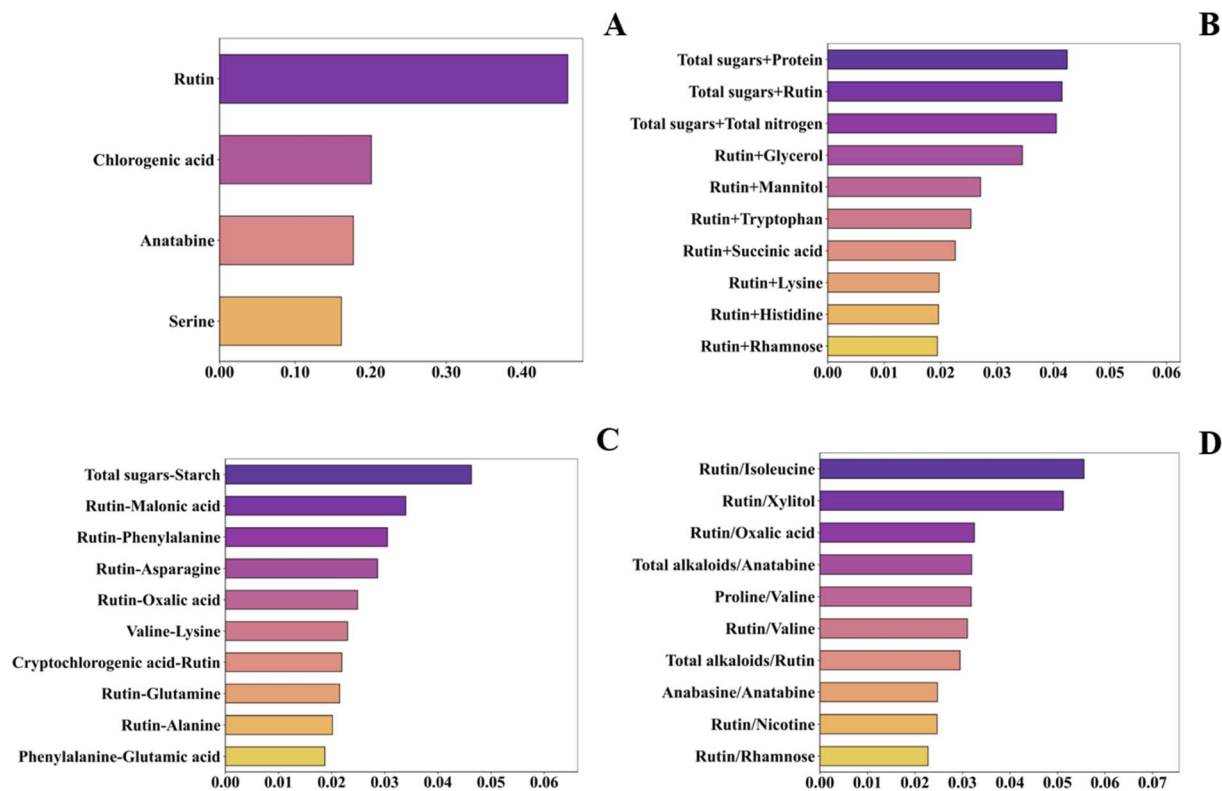 A
Rutin
Chlorogenic acid
Anatabine
Serine
0.00 0.10 0.20 0.30 0.40
B
Total sugars+Protein
Total sugars+Rutin
Total sugars+Total nitrogen
Rutin+Glycerol
Rutin+Mannitol
Rutin+Tryptophan
Rutin+Succinic acid
Rutin+Lysine
Rutin+Histidine
Rutin+Rhamnose
0.00 0.01 0.02 0.03 0.04 0.05 0.06
C
Total sugars-Starch
Rutin-Malonic acid
Rutin-Phenylalanine
Rutin-Asparagine
Rutin-Oxalic acid
Valine-Lysine
Cryptochlorogenic acid-Rutin
Rutin-Glutamine
Rutin-Alanine
Phenylalanine-Glutamic acid
0.00 0.01 0.02 0.03 0.04 0.05 0.06
D
Rutin/Isoleucine
Rutin/Xylitol
Rutin/Oxalic acid
Total alkaloids/Anatabine
Proline/Valine
Rutin/Valine
Total alkaloids/Rutin
Anabasine/Anatabine
Rutin/Nicotine
Rutin/Rhamnose
0.00 0.01 0.02 0.03 0.04 0.05 0.06 0.07